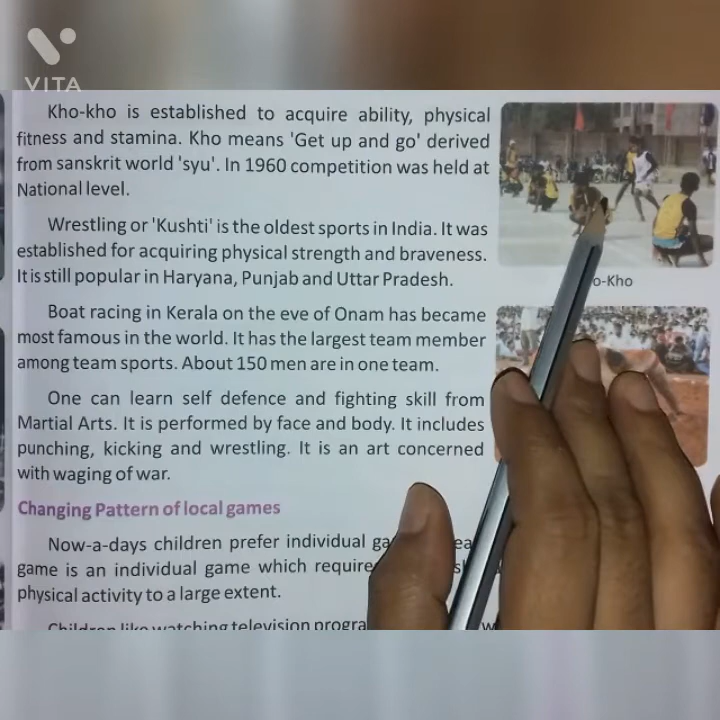 VITA
Kho-kho is established to acquire ability, physical
fitness and stamina. Kho means 'Get up and go' derived
from sanskrit world 'syu'. In 1960 competition was held at
National level.
Wrestling or 'Kushti' is the oldest sports in India. It was
established for acquiring physical strength and braveness.
It is still popular in Haryana, Punjab and Uttar Pradesh.
Boat racing in Kerala on the eve of Onam has became
most famous in the world. It has the largest team member
among team sports. About 150 men are in one team.
One can learn self defence and fighting skill from
Martial Arts. It is performed by face and body. It includes
punching, kicking and wrestling. It is an art concerned
with waging of war.
Changing Pattern of local games
Now-a-days children prefer individual
game is an individual game which require
physical activity to a large extent.
Children like watching television
o-Kho